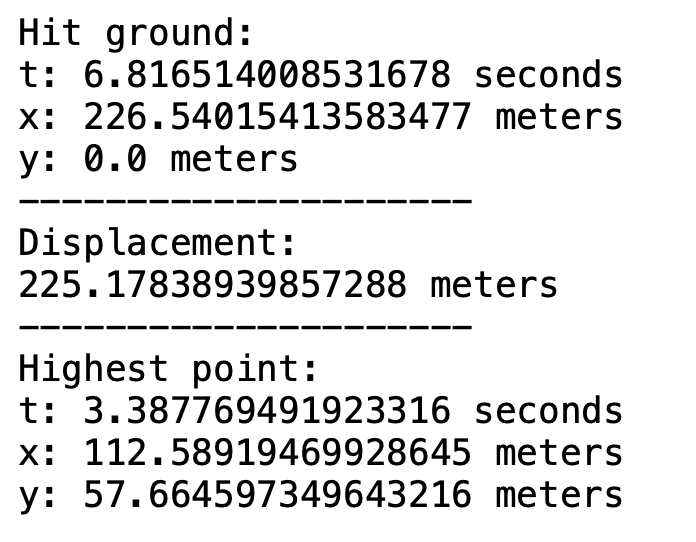 Hit ground:
t: 6.816514008531678 seconds
x: 226.54015413583477 meters
y: 0.0 meters
---------------------
Displacement:
225.17838939857288 meters
---------------------
Highest point:
t: 3.387769491923316 seconds
x: 112.58919469928645 meters
y: 57.664597349643216 meters